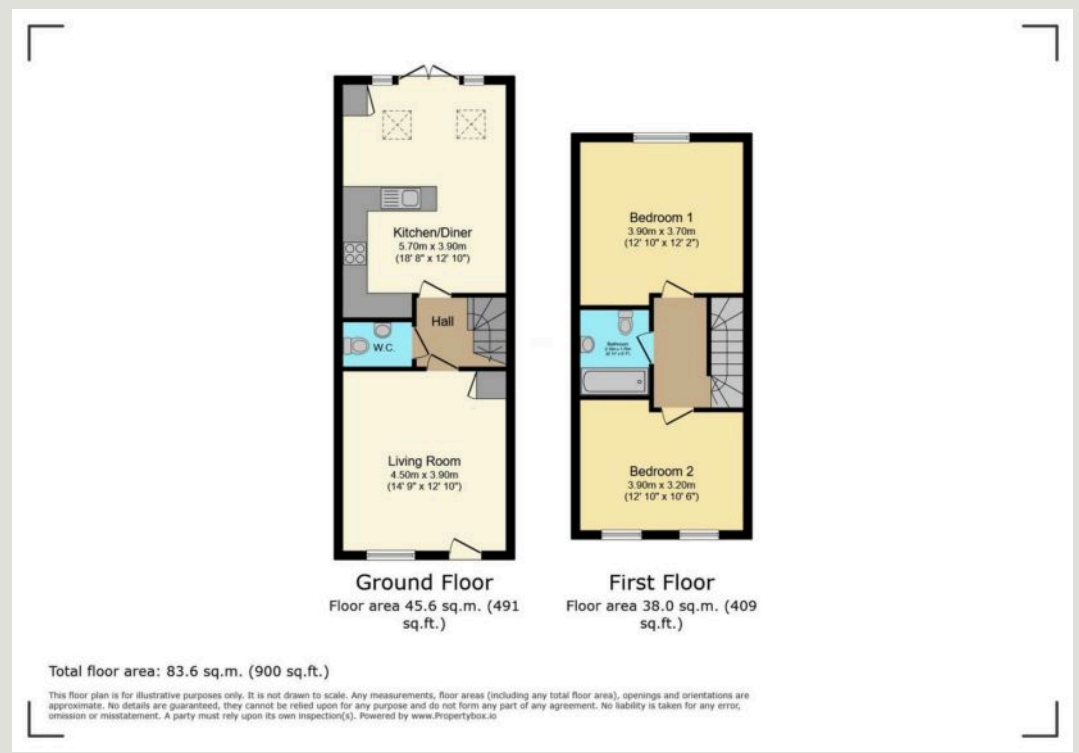 Kitchen/Diner
5.70m x 3.90m
(18' 8" x 12' 10")
Hall
W.C.
Living Room
4.50m x 3.90m
(14' 9" x 12' 10")
Ground Floor
Floor area 45.6 sq.m. (491
sq.ft.)
Bedroom 1
3.90m x 3.70m
(12' 10" x 12' 2")
Bathroom
Bedroom 2
3.90m x 3.20m
(12' 10" x 10' 6")
First Floor
Floor area 38.0 sq.m. (409
sq.ft.)
Total floor area: 83.6 sq.m. (900 sq.ft.)
This floor plan is for illustrative purposes only. It is not drawn to scale. Any measurements, floor areas (including any total floor area), openings and orientations are
approximate. No details are guaranteed, they cannot be relied upon for any purpose and do not form any part of any agreement. No liability is taken for any error,
omission or misstatement. A party must rely upon its own inspection(s). Powered by www.Propertybox.io